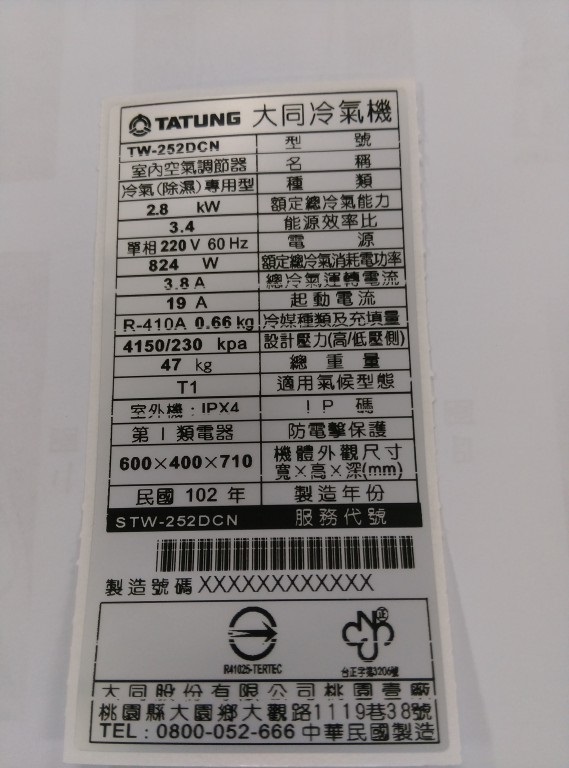 TATUNG 大同冷氣機
TW-252DCN 型號
室內空氣調節器 名稱
冷氣(除濕)專用型 種類
2.8 kW 額定總冷氣能力
3.4 能源效率比
單相 220 V 60 Hz 電源
824 W 額定總冷氣消耗電功率
3.8 A 總冷氣運轉電流
19 A 起動電流
R-410A 0.66 kg 冷媒種類及充填量
4150/230 kpa 設計壓力(高/低壓側)
47 kg 總重量
T1 適用氣候型態
室外機：IPX4 IP 碼
第 I 類電器 防電擊保護
600×400×710 機體外觀尺寸
寬×高×深(mm)
民國 102 年 製造年份
STW-252DCN 服務代號
製造號碼 XXXXXXXXXXXX
R41025-TERTEC 台正字第3206號
大同股份有限公司桃園壹廠
桃園縣大園鄉大觀路1119巷38號
TEL：0800-052-666 中華民國製造